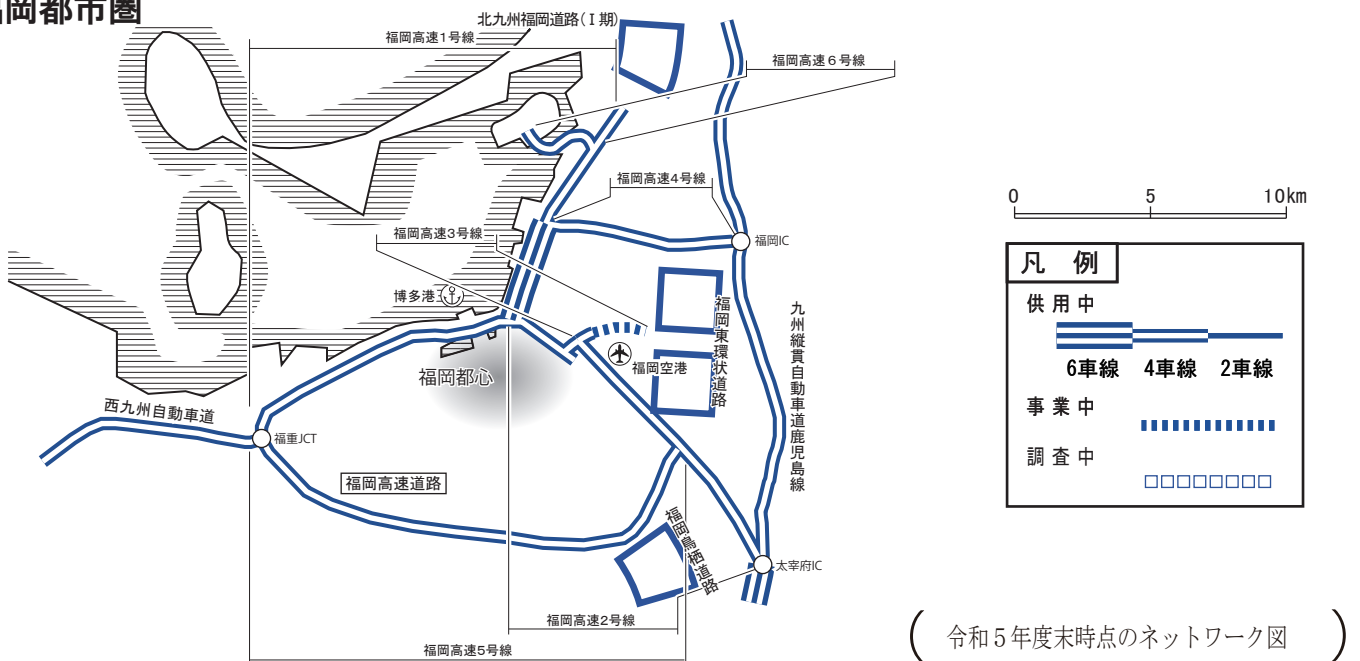 岡都市圏
北九州福岡道路(Ⅰ期)
福岡高速1号線
福岡高速6号線
福岡高速4号線
福岡高速3号線
福岡IC
博多港
福岡東環状道路
九州縦貫自動車道鹿児島線
福岡空港
福岡都心
西九州自動車道
福重JCT
福岡高速道路
福岡鳥栖道路
太宰府IC
福岡高速2号線
福岡高速5号線
0 5 10km
凡例
供用中
6車線 4車線 2車線
事業中
調査中
(令和5年度末時点のネットワーク図)